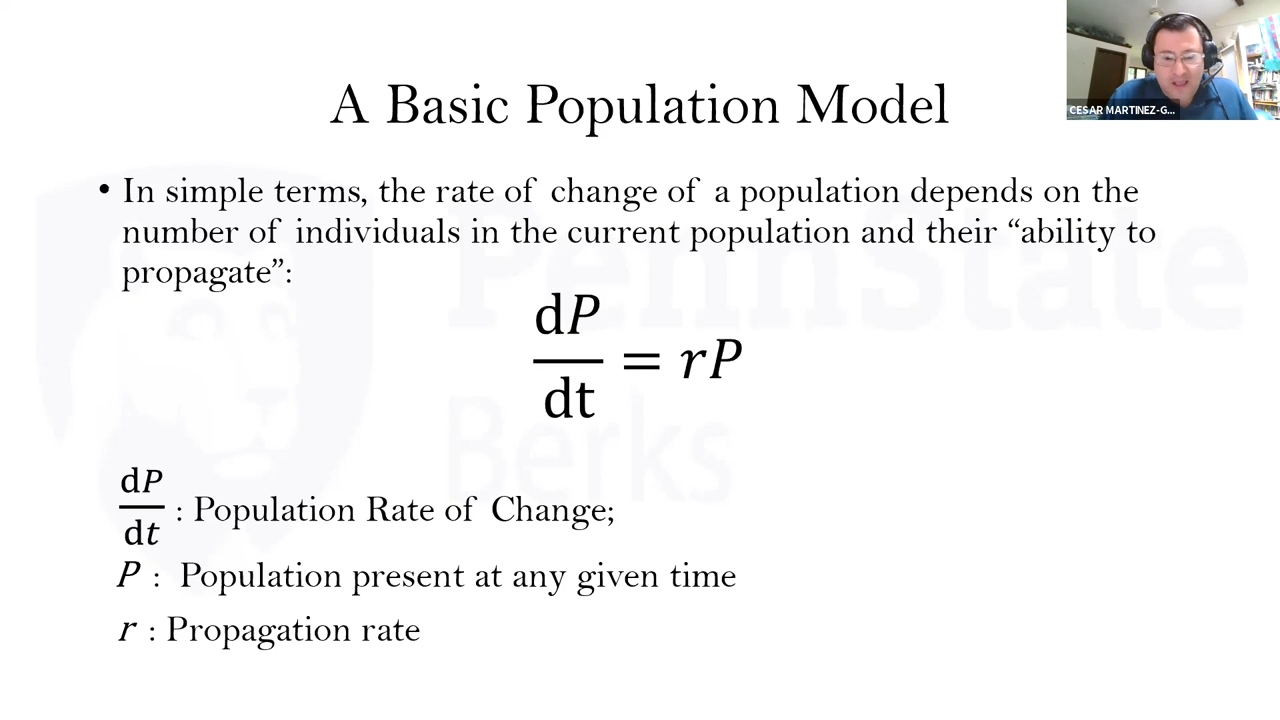 CESAR MARTINEZ-G...
A Basic Population Model
• In simple terms, the rate of change of a population depends on the
number of individuals in the current population and their “ability to
propagate”:
dP
dt
= rP
dP
dt
: Population Rate of Change;
P : Population present at any given time
r : Propagation rate
PennState
Berks